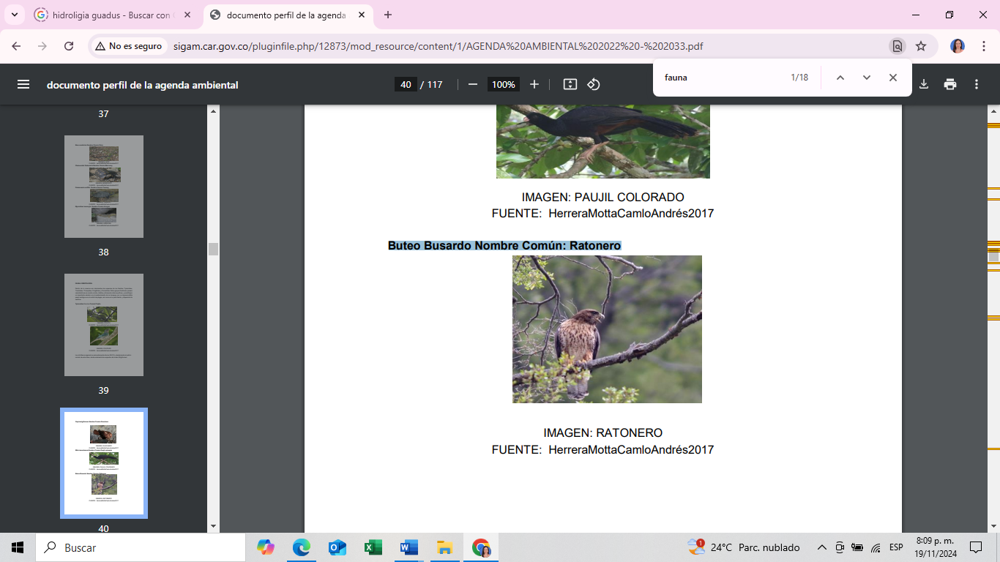 hidroligia guadus - Buscar con
documento perfil de la agenda
No es seguro
sigam.car.gov.co/pluginfile.php/12873/mod_resource/content/1/AGENDA%20AMBIENTAL%202022%20-%202033.pdf
fauna
1/18
documento perfil de la agenda ambiental
40 / 117
100%
37
38
39
40
IMAGEN: PAUJIL COLORADO
FUENTE: HerreraMottaCamloAndrés2017
Buteo Busardo Nombre Común: Ratonero
IMAGEN: RATONERO
FUENTE: HerreraMottaCamloAndrés2017
Buscar
1
24°C Parc. nublado
ESP
8:09 p. m.
19/11/2024